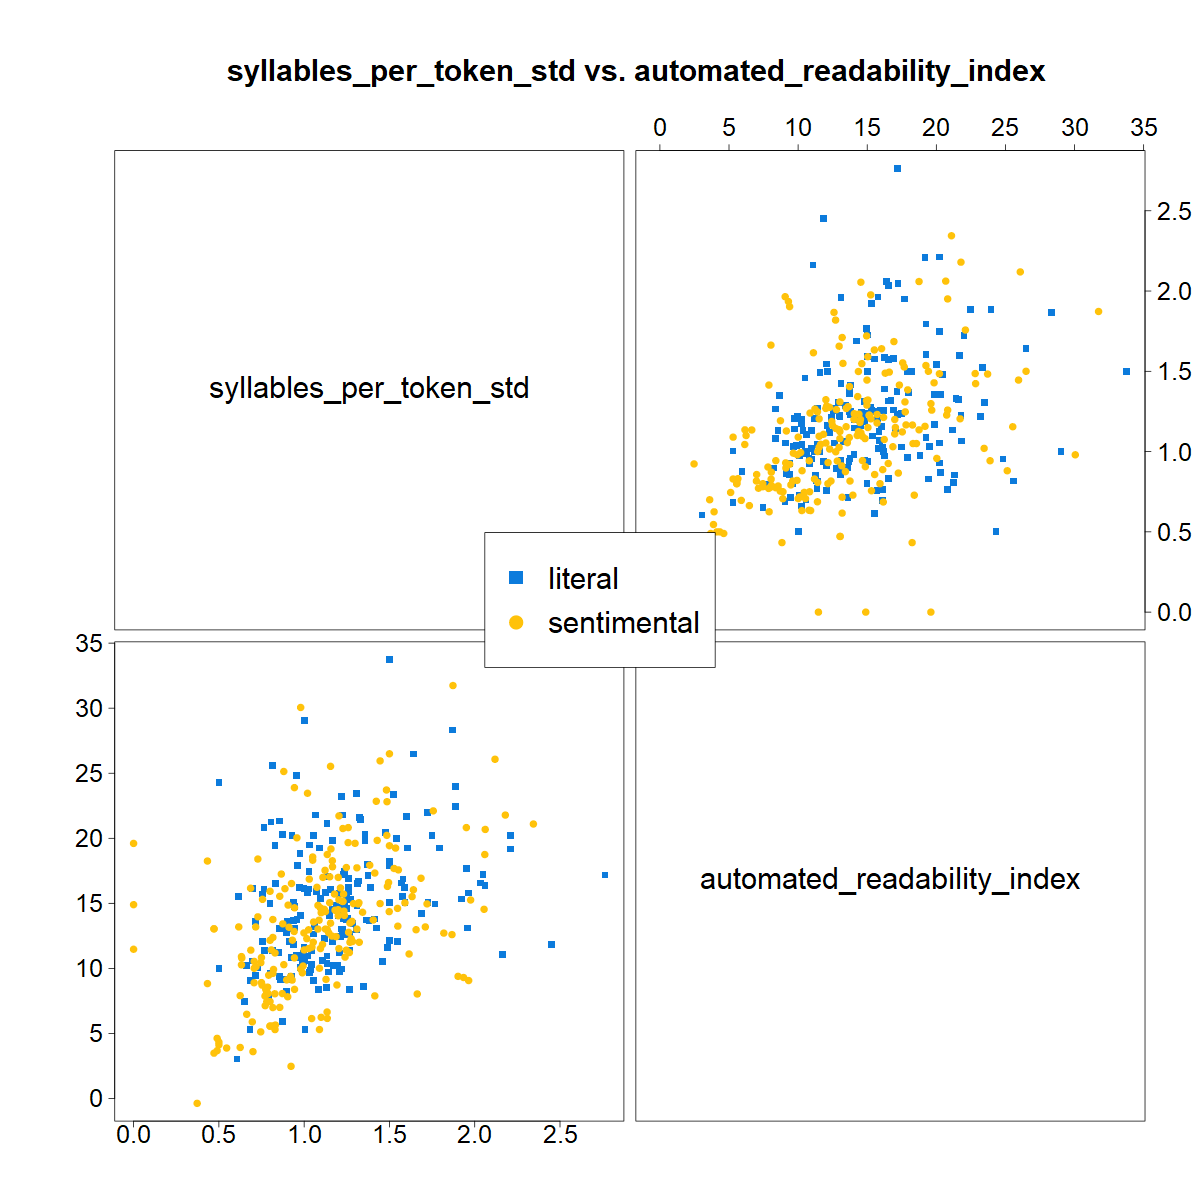 syllables_per_token_std vs. automated_readability_index
0 5 10 15 20 25 30 35
syllables_per_token_std
2.5
2.0
1.5
1.0
0.5
0.0
literal
sentimental
35
30
25
20
15
10
5
0
automated_readability_index
0.0 0.5 1.0 1.5 2.0 2.5